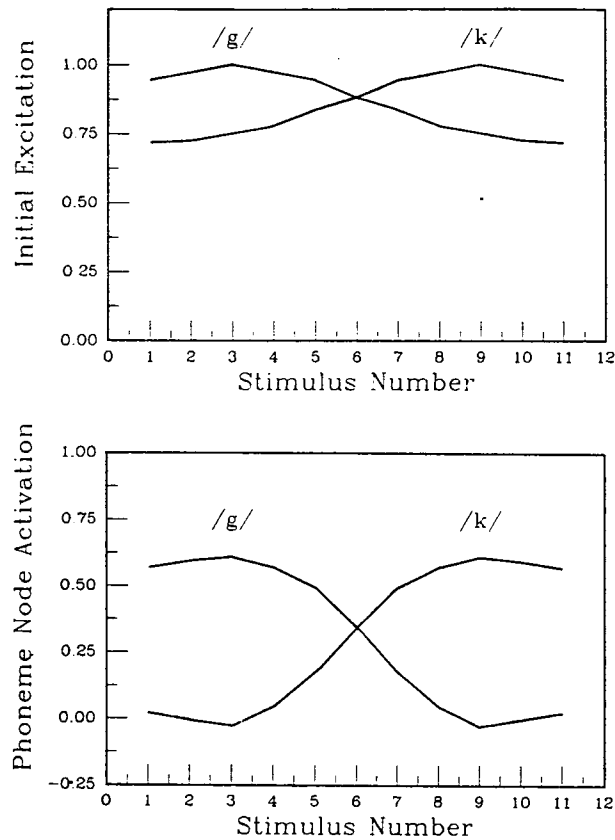 /g/ /k/
1.00
0.75
0.50
0.25
0.00
Initial Excitation
0 1 2 3 4 5 6 7 8 9 10 11 12
Stimulus Number
1.00
/g/ /k/
0.75
0.50
0.25
0.00
-0.25
Phoneme Node Activation
0 1 2 3 4 5 6 7 8 9 10 11 12
Stimulus Number